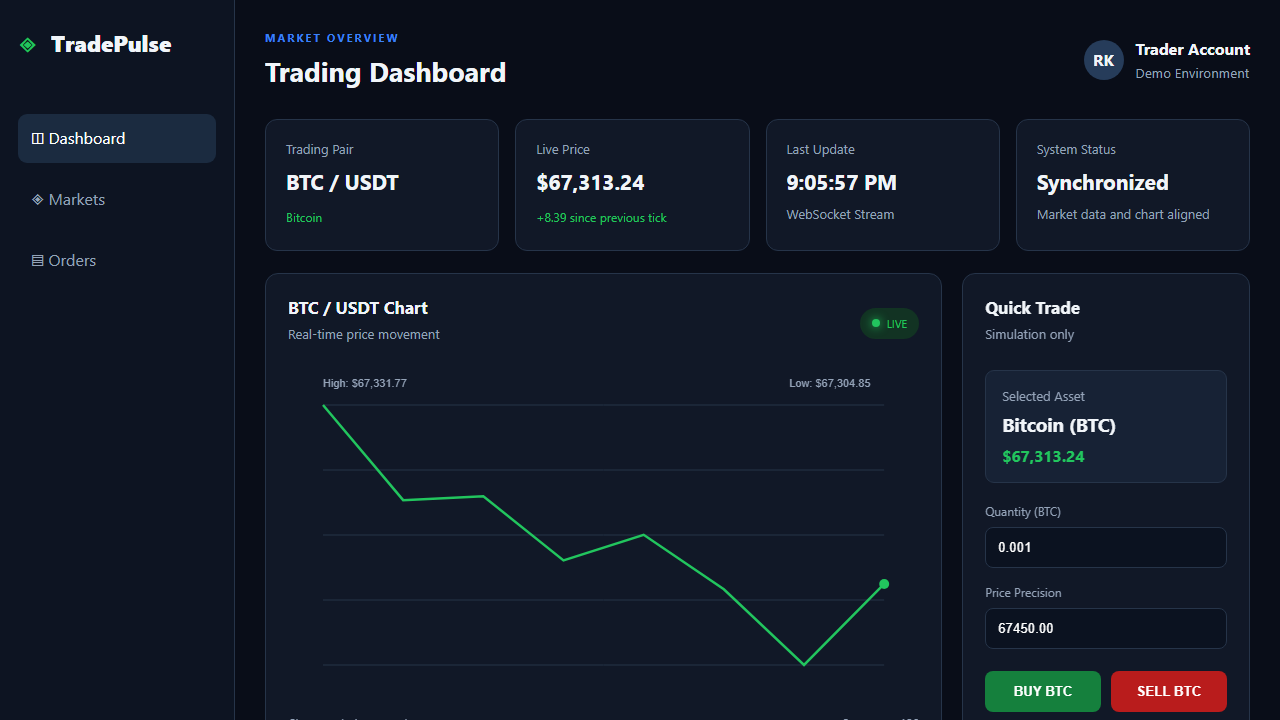 TradePulse
Dashboard
Markets
Orders
MARKET OVERVIEW
Trading Dashboard
RK
Trader Account
Demo Environment
Trading Pair
BTC / USDT
Bitcoin
Live Price
$67,313.24
+8.39 since previous tick
Last Update
9:05:57 PM
WebSocket Stream
System Status
Synchronized
Market data and chart aligned
BTC / USDT Chart
Real-time price movement
LIVE
High: $67,331.77
Low: $67,304.85
Quick Trade
Simulation only
Selected Asset
Bitcoin (BTC)
$67,313.24
Quantity (BTC)
0.001
Price Precision
67450.00
BUY BTC
SELL BTC